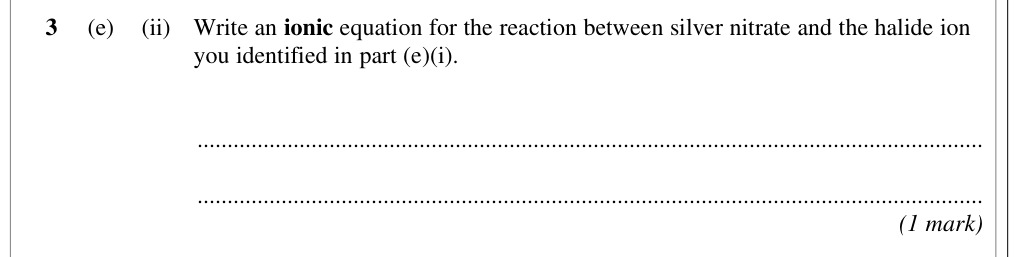 3 (e) (ii) Write an ionic equation for the reaction between silver nitrate and the halide ion
you identified in part (e)(i).
(1 mark)